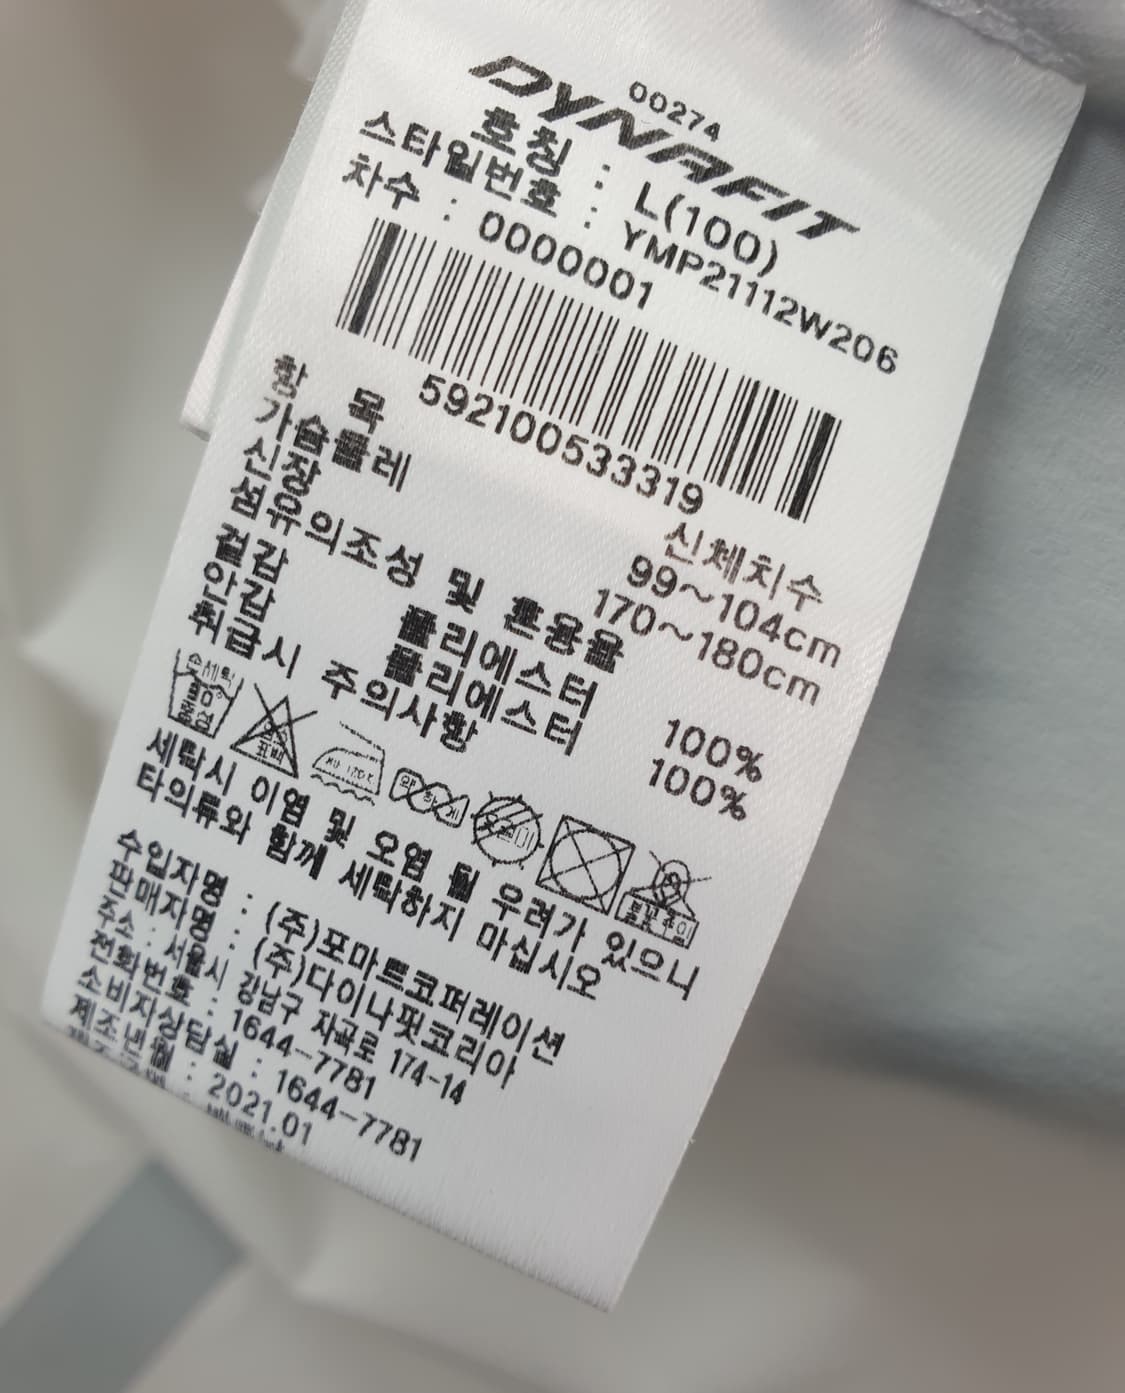 00274
DYNAFIT
호칭 : L(100)
스타일번호 : YMP21112W206
차수 : 0000001
592100533319
항 목 신체치수
가슴둘레 99~104cm
신장 170~180cm
섬유의조성 및 혼용율
겉감 폴리에스터 100%
안감 폴리에스터 100%
취급시 주의사항
손세탁
세탁시 이염 및 오염 될 우려가 있으니
타의류와 함께 세탁하지 마십시오
수입자명 : (주)포마트코퍼레이션
판매자명 : (주)다이나핏코리아
주소 : 서울시 강남구 자곡로 174-14
전화번호 : 1644-7781
소비자상담실 : 1644-7781
제조년월 : 2021.01